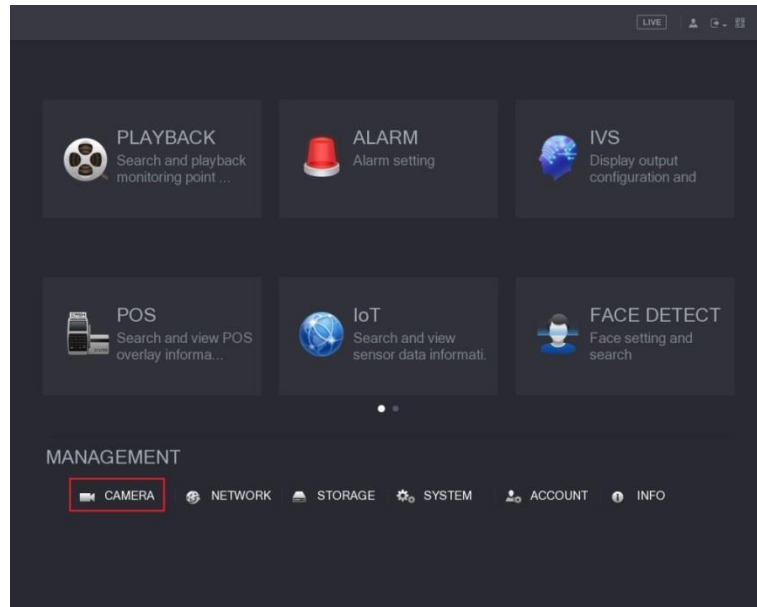 LIVE
PLAYBACK
Search and playback
monitoring point ...
ALARM
Alarm setting
IVS
Display output
configuration and
POS
Search and view POS
overlay informa...
IoT
Search and view
sensor data informati.
FACE DETECT
Face setting and
search
MANAGEMENT
CAMERA
NETWORK
STORAGE
SYSTEM
ACCOUNT
INFO